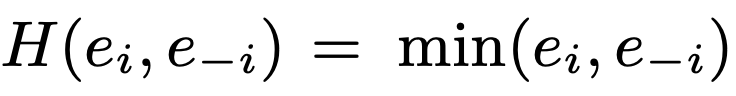 H(e_i, e_{-i}) = min(e_i, e_{-i})